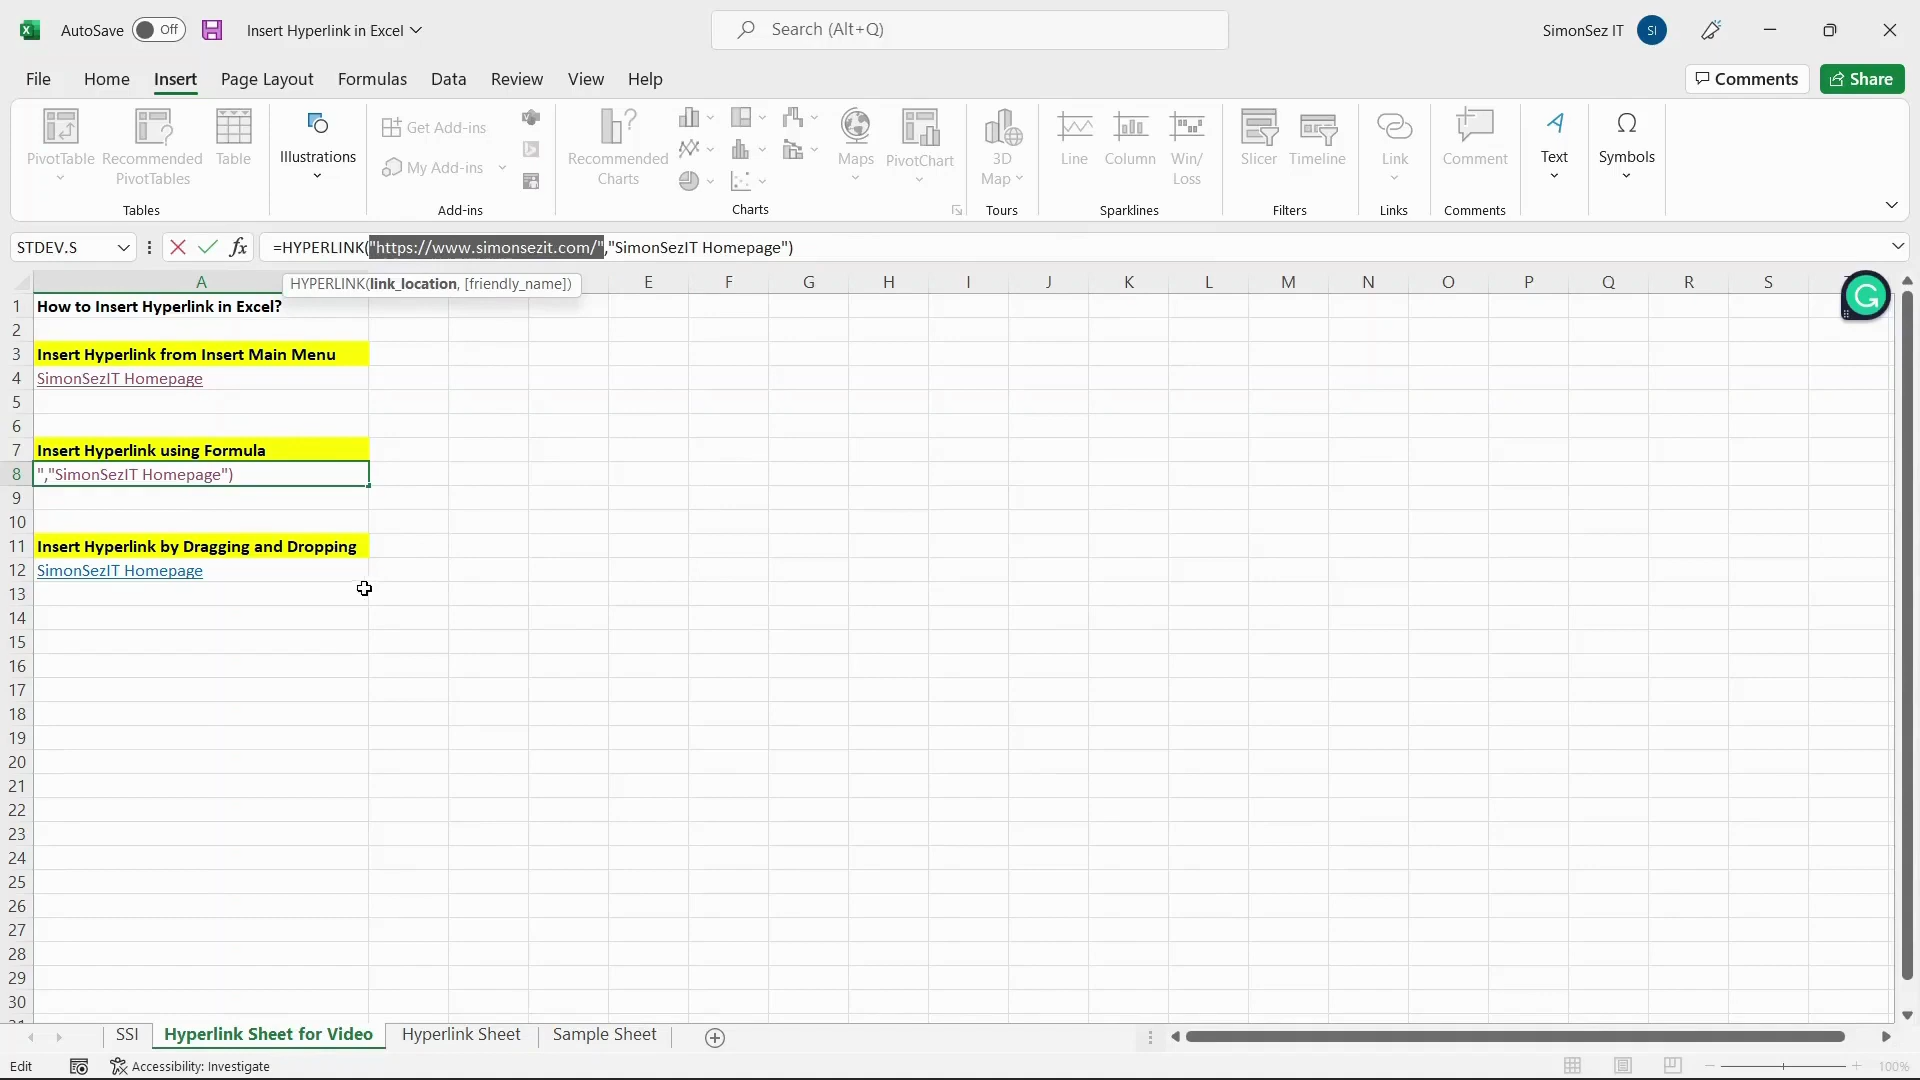 AutoSave Off Insert Hyperlink in Excel Search (Alt+Q) SimonSez IT SI
File Home Insert Page Layout Formulas Data Review View Help Comments Share
PivotTable Recommended PivotTables Table Illustrations Get Add-ins My Add-ins Recommended Charts Maps PivotChart 3D Map Line Column Win/Loss Slicer Timeline Link Comment Text Symbols
Tables Add-ins Charts Tours Sparklines Filters Links Comments
STDEV.S fx =HYPERLINK("https://www.simonsezit.com/","SimonSezIT Homepage")
HYPERLINK(link_location, [friendly_name])
A E F G H I J K L M N O P Q R S
1 How to Insert Hyperlink in Excel?
2
3 Insert Hyperlink from Insert Main Menu
4 SimonSezIT Homepage
5
6
7 Insert Hyperlink using Formula
8 ","SimonSezIT Homepage")
9
10
11 Insert Hyperlink by Dragging and Dropping
12 SimonSezIT Homepage
13
14
15
16
17
18
19
20
21
22
23
24
25
26
27
28
29
30
SSI Hyperlink Sheet for Video Hyperlink Sheet Sample Sheet
Edit Accessibility: Investigate 100%